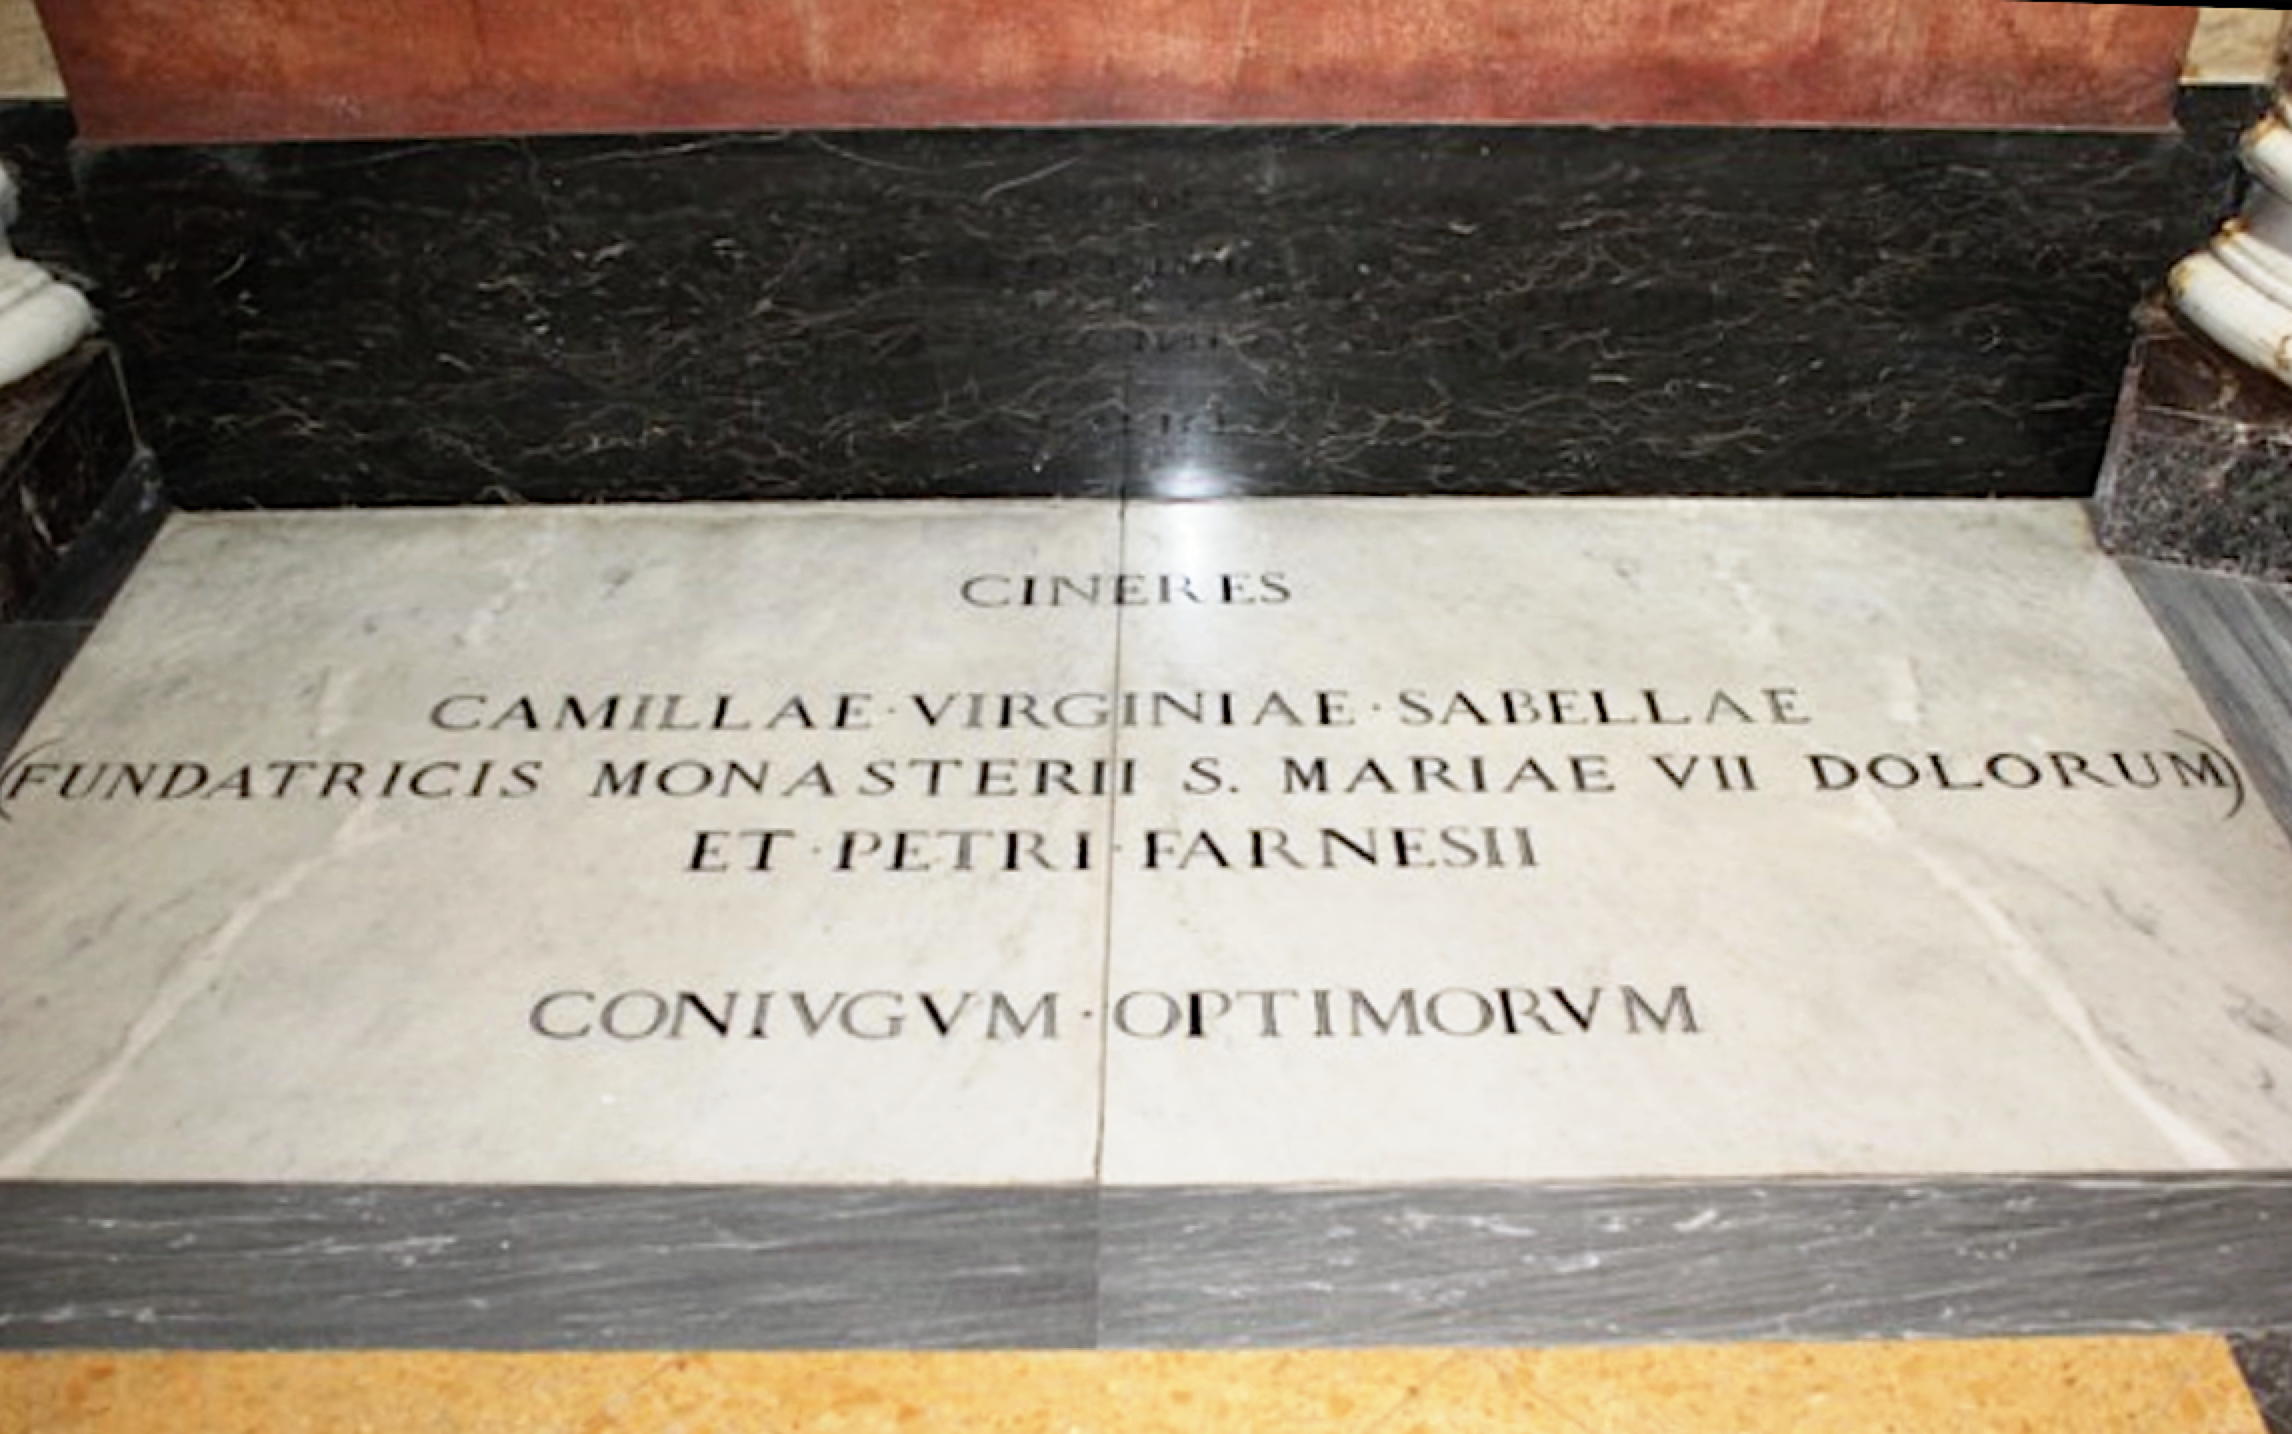 CINERES
CAMILLAE·VIRGINIAE·SABELLAE
(FUNDATRICIS MONASTERII S. MARIAE VII DOLORUM)
ET·PETRI·FARNESII
CONIVGVM·OPTIMORVM